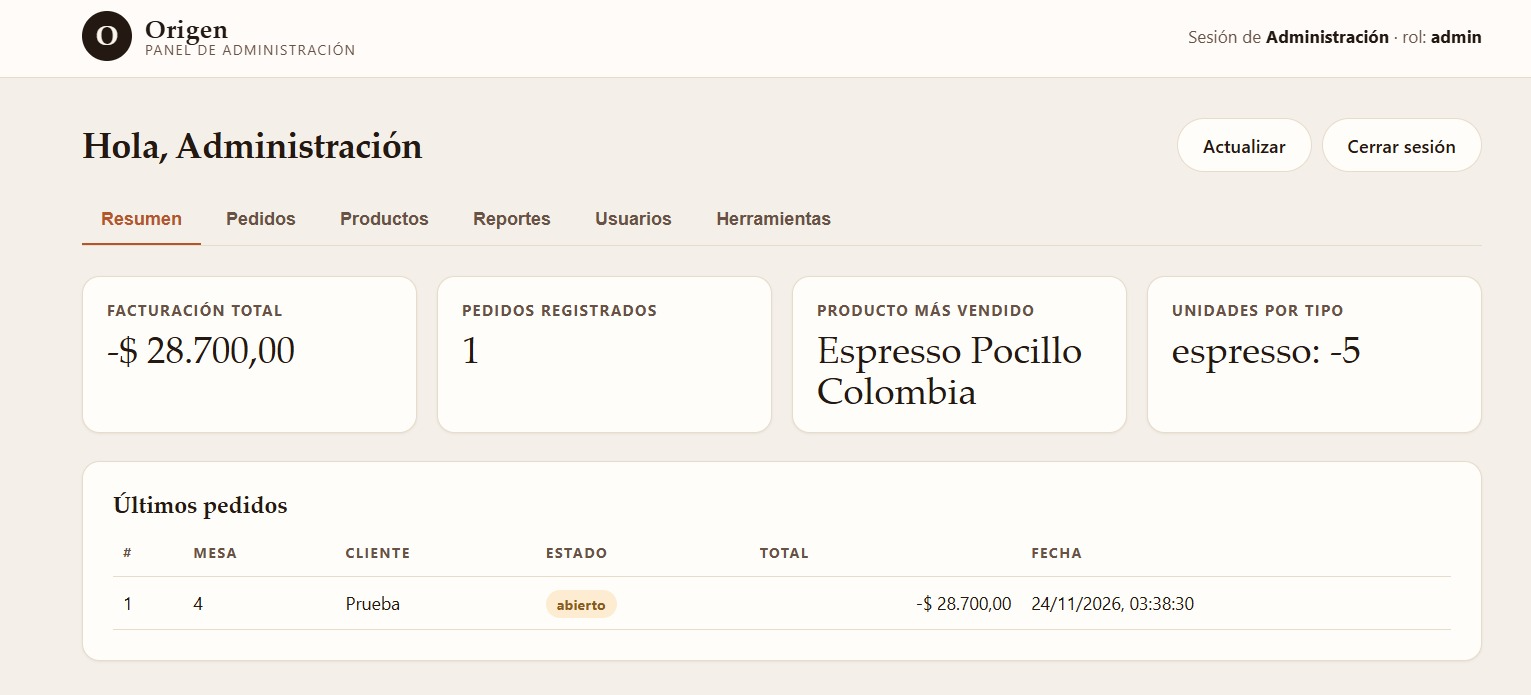 O
Origen
PANEL DE ADMINISTRACIÓN
Sesión de Administración · rol: admin
Hola, Administración
Actualizar
Cerrar sesión
Resumen
Pedidos
Productos
Reportes
Usuarios
Herramientas
FACTURACIÓN TOTAL
-$ 28.700,00
PEDIDOS REGISTRADOS
1
PRODUCTO MÁS VENDIDO
Espresso Pocillo
Colombia
UNIDADES POR TIPO
espresso: -5
Últimos pedidos
# MESA CLIENTE ESTADO TOTAL FECHA
1 4 Prueba abierto -$ 28.700,00 24/11/2026, 03:38:30